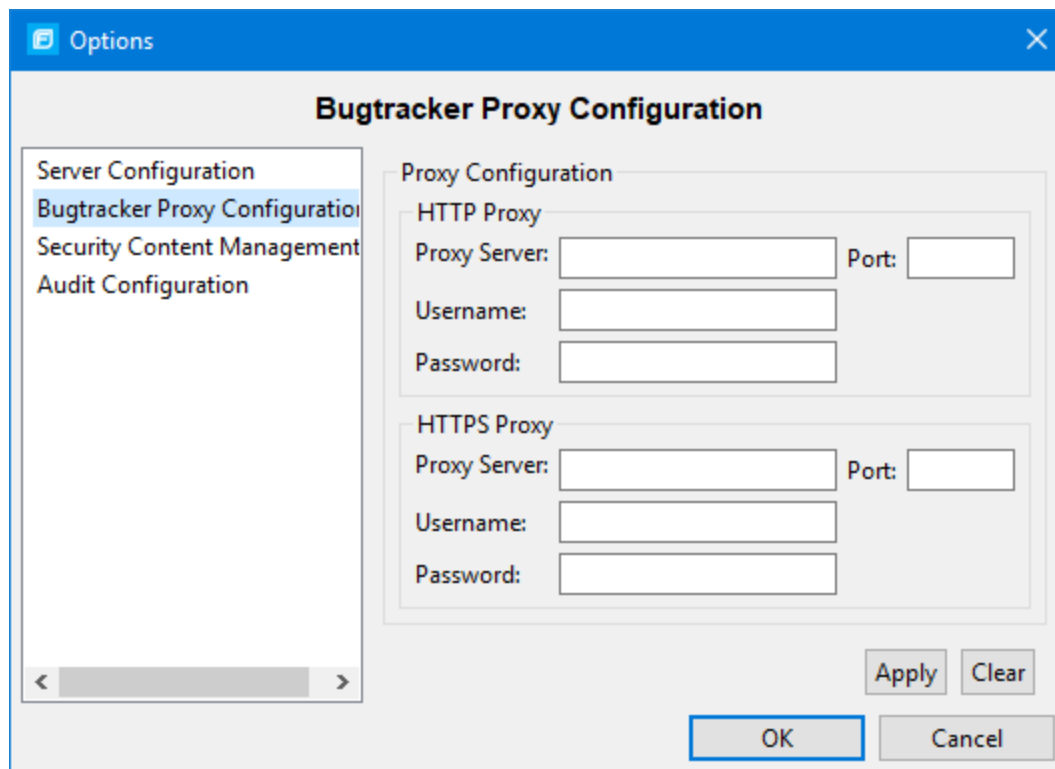 Options
Bugtracker Proxy Configuration
Server Configuration
Bugtracker Proxy Configuration
Security Content Management
Audit Configuration
Proxy Configuration
HTTP Proxy
Proxy Server: Port:
Username:
Password:
HTTPS Proxy
Proxy Server: Port:
Username:
Password:
Apply Clear
OK Cancel